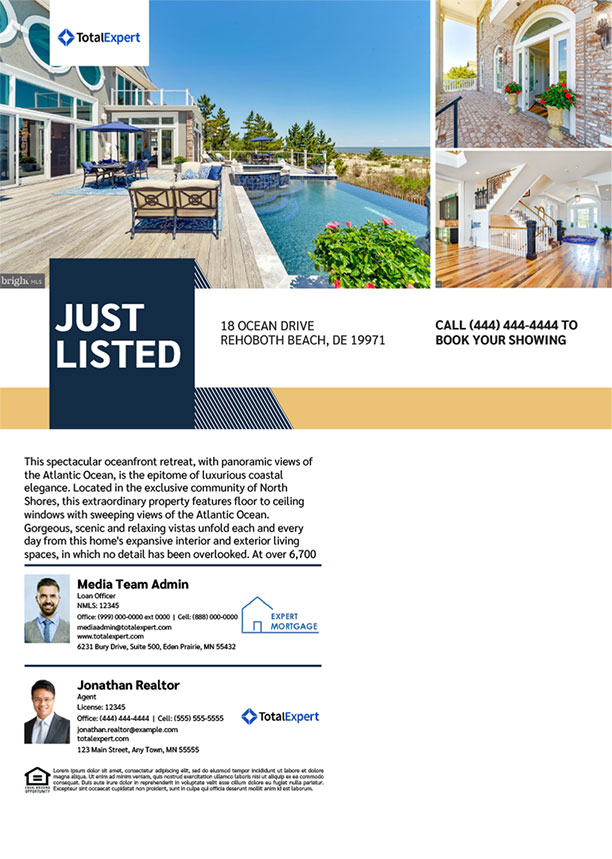 TotalExpert
bright MLS
JUST
LISTED
18 OCEAN DRIVE
REHOBOTH BEACH, DE 19971
CALL (444) 444-4444 TO
BOOK YOUR SHOWING
This spectacular oceanfront retreat, with panoramic views of
the Atlantic Ocean, is the epitome of luxurious coastal
elegance. Located in the exclusive community of North
Shores, this extraordinary property features floor to ceiling
windows with sweeping views of the Atlantic Ocean.
Gorgeous, scenic and relaxing vistas unfold each and every
day from this home's expansive interior and exterior living
spaces, in which no detail has been overlooked. At over 6,700
Media Team Admin
Loan Officer
NMLS: 12345
Office: (999) 000-0000 ext 0000 | Cell: (888) 000-0000
mediaadmin@totalexpert.com
www.totalexpert.com
6231 Bury Drive, Suite 500, Eden Prairie, MN 55432
EXPERT
MORTGAGE
Jonathan Realtor
Agent
License: 12345
Office: (444) 444-4444 | Cell: (555) 555-5555
jonathan.realtor@example.com
totalexpert.com
123 Main Street, Any Town, MN 55555
TotalExpert
EQUAL HOUSING
OPPORTUNITY
Lorem ipsum dolor sit amet, consectetur adipiscing elit, sed do eiusmod tempor incididunt ut labore et dolore
magna aliqua. Ut enim ad minim veniam, quis nostrud exercitation ullamco laboris nisi ut aliquip ex ea commodo
consequat. Duis aute irure dolor in reprehenderit in voluptate velit esse cillum dolore eu fugiat nulla pariatur.
Excepteur sint occaecat cupidatat non proident, sunt in culpa qui officia deserunt mollit anim id est laborum.